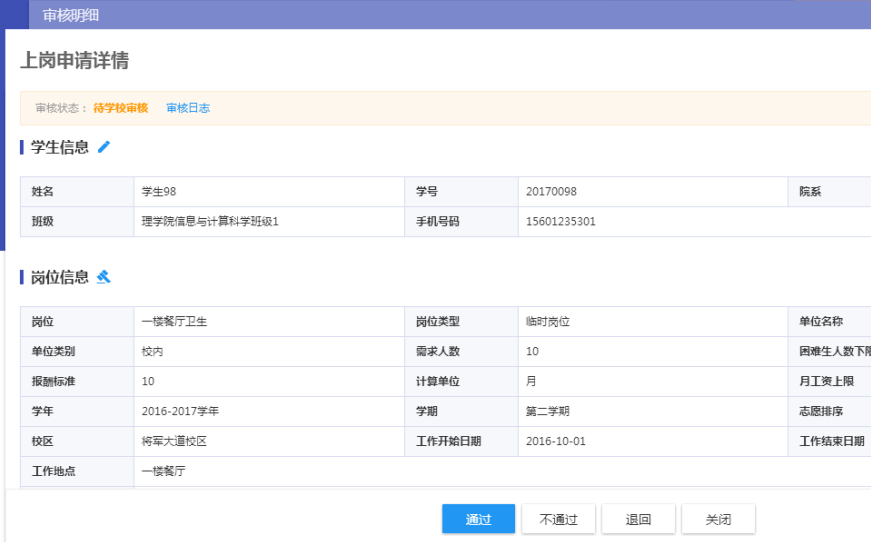 审核明细
上岗申请详情
审核状态： 待学校审核 审核日志
学生信息
姓名 学生98 学号 20170098 院系
班级 理学院信息与计算科学班级1 手机号码 15601235301
岗位信息
岗位 一楼餐厅卫生 岗位类型 临时岗位 单位名称
单位类别 校内 需求人数 10 困难生人数下限
报酬标准 10 计算单位 月 月工资上限
学年 2016-2017学年 学期 第二学期 志愿排序
校区 将军大道校区 工作开始日期 2016-10-01 工作结束日期
工作地点 一楼餐厅
通过 不通过 退回 关闭